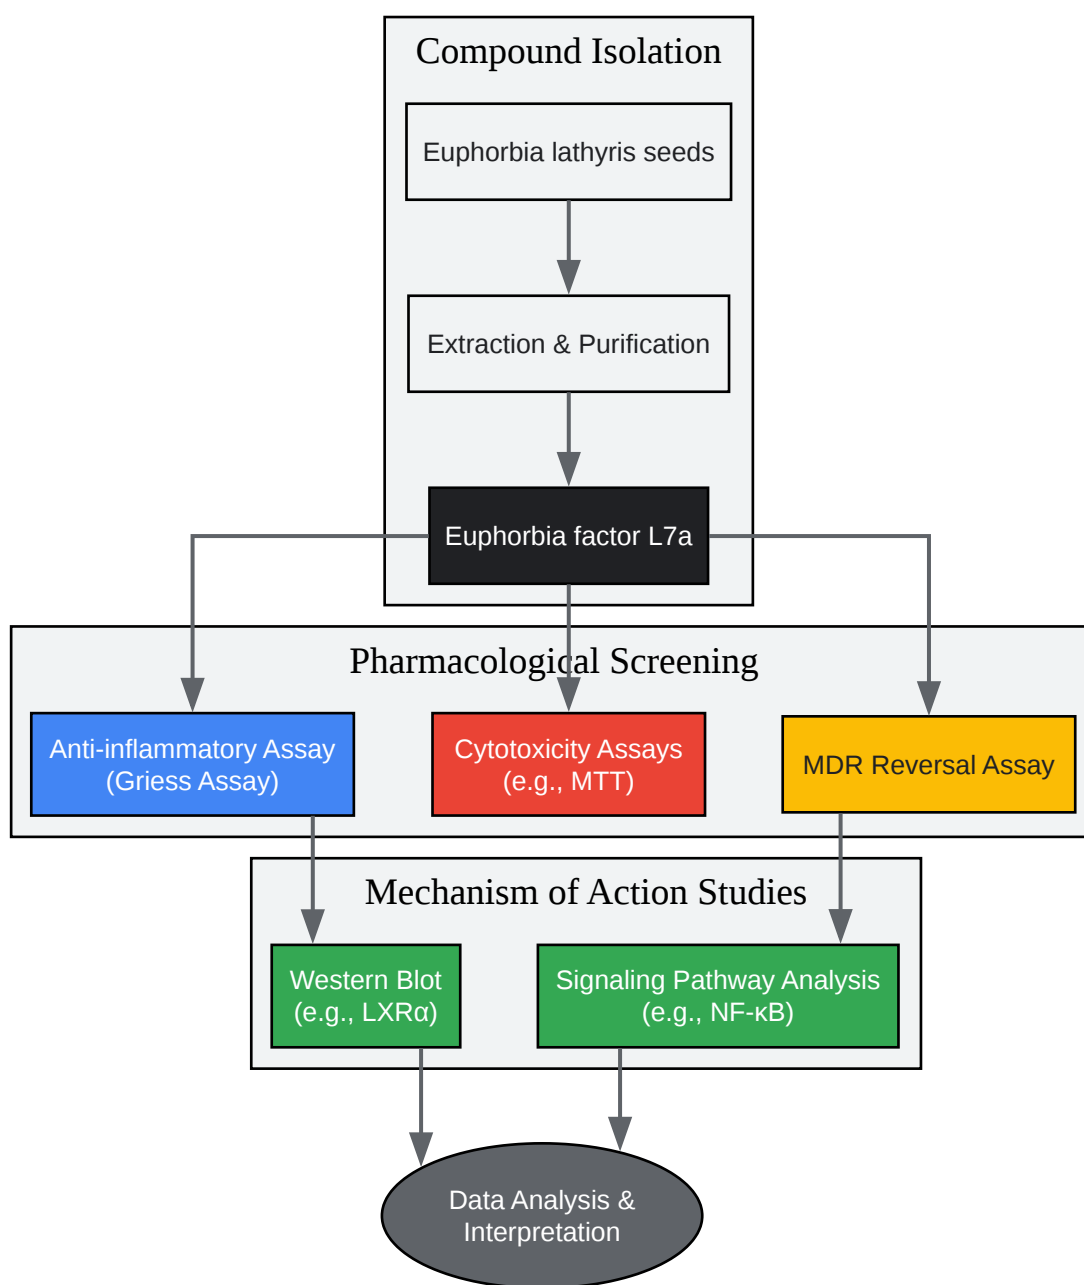 Compound Isolation
Euphorbia lathyris seeds
Extraction & Purification
Euphorbia factor L7a
Pharmacological Screening
Anti-inflammatory Assay
(Griess Assay)
Cytotoxicity Assays
(e.g., MTT)
MDR Reversal Assay
Mechanism of Action Studies
Western Blot
(e.g., LXRα)
Signaling Pathway Analysis
(e.g., NF-κB)
Data Analysis &
Interpretation